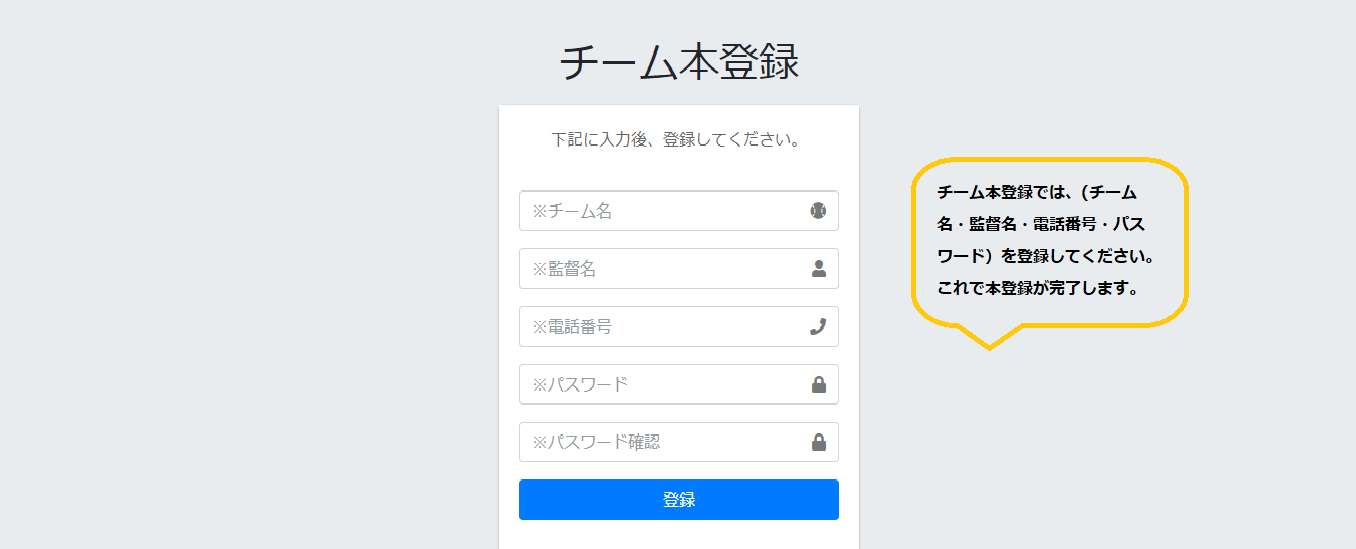 チーム本登録
下記に入力後、登録してください。
※チーム名
※監督名
※電話番号
※パスワード
※パスワード確認
登録
チーム本登録では、(チーム
名・監督名・電話番号・パス
ワード）を登録してください。
これで本登録が完了します。